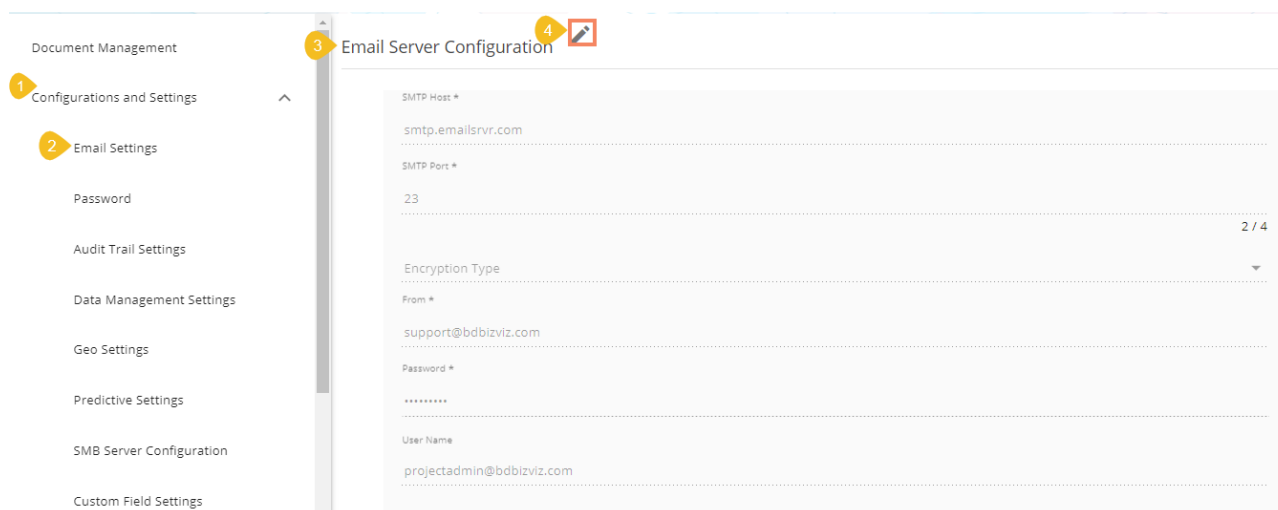 Document Management
1
Configurations and Settings
2
Email Settings
Password
Audit Trail Settings
Data Management Settings
Geo Settings
Predictive Settings
SMB Server Configuration
Custom Field Settings
3
Email Server Configuration
4
SMTP Host *
smtp.emailsrvr.com
SMTP Port *
23
2 / 4
Encryption Type
From *
support@bdbizviz.com
Password *
•••••••••
User Name
projectadmin@bdbizviz.com